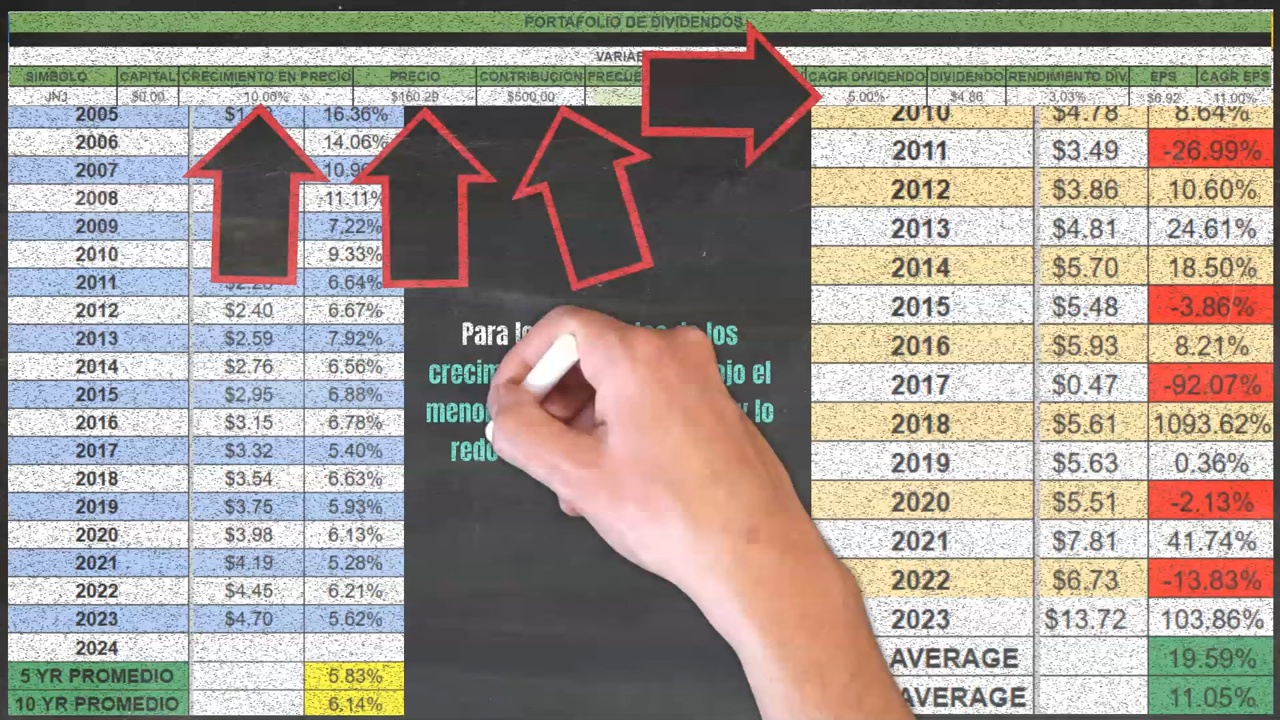 PORTAFOLIO DE DIVIDENDOS
SIMBOLO CAPITAL CRECIMIENTO EN PRECIO PRECIO CONTRIBUCION CAGR DIVIDENDO DIVIDENDO RENDIMIENTO DIV. EPS CAGR EPS
JNJ $0.00 10.00% $160.29 $500.00 5.00% $4.86 3.03% $6.92 11.00%
2005 16.36%
2006 14.06%
2007
2008 -11.11%
2009 7.22%
2010 9.33%
2011 6.64%
2012 $2.40 6.67%
2013 $2.59 7.92%
2014 $2.76 6.56%
2015 $2.95 6.88%
2016 $3.15 6.78%
2017 $3.32 5.40%
2018 $3.54 6.63%
2019 $3.75 5.93%
2020 $3.98 6.13%
2021 $4.19 5.28%
2022 $4.45 6.21%
2023 $4.70 5.62%
2024
5 YR PROMEDIO 5.83%
10 YR PROMEDIO 6.14%
Para los
el
y lo
2010 $4.78 8.64%
2011 $3.49 -26.99%
2012 $3.86 10.60%
2013 $4.81 24.61%
2014 $5.70 18.50%
2015 $5.48 -3.86%
2016 $5.93 8.21%
2017 $0.47 -92.07%
2018 $5.61 1093.62%
2019 $5.63 0.36%
2020 $5.51 -2.13%
2021 $7.81 41.74%
2022 $6.73 -13.83%
2023 $13.72 103.86%
AVERAGE 19.59%
AVERAGE 11.05%